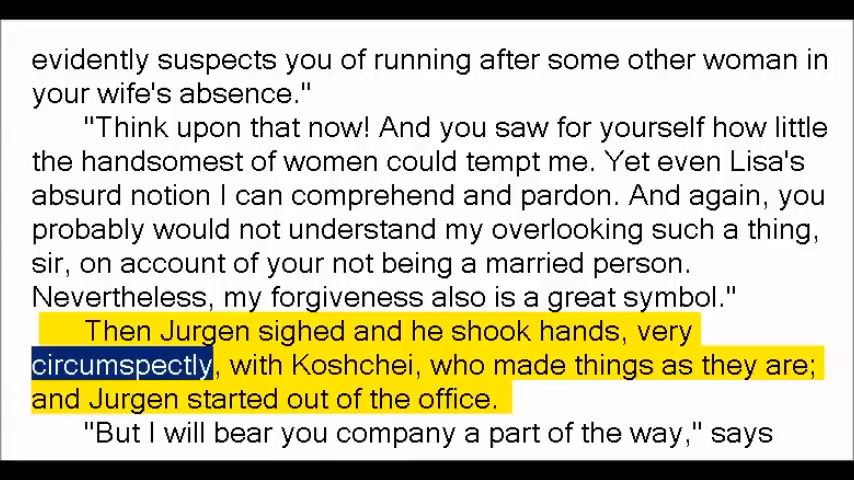 evidently suspects you of running after some other woman in
your wife's absence."
"Think upon that now! And you saw for yourself how little
the handsomest of women could tempt me. Yet even Lisa's
absurd notion I can comprehend and pardon. And again, you
probably would not understand my overlooking such a thing,
sir, on account of your not being a married person.
Nevertheless, my forgiveness also is a great symbol."
Then Jurgen sighed and he shook hands, very
circumspectly, with Koshchei, who made things as they are;
and Jurgen started out of the office.
"But I will bear you company a part of the way," says